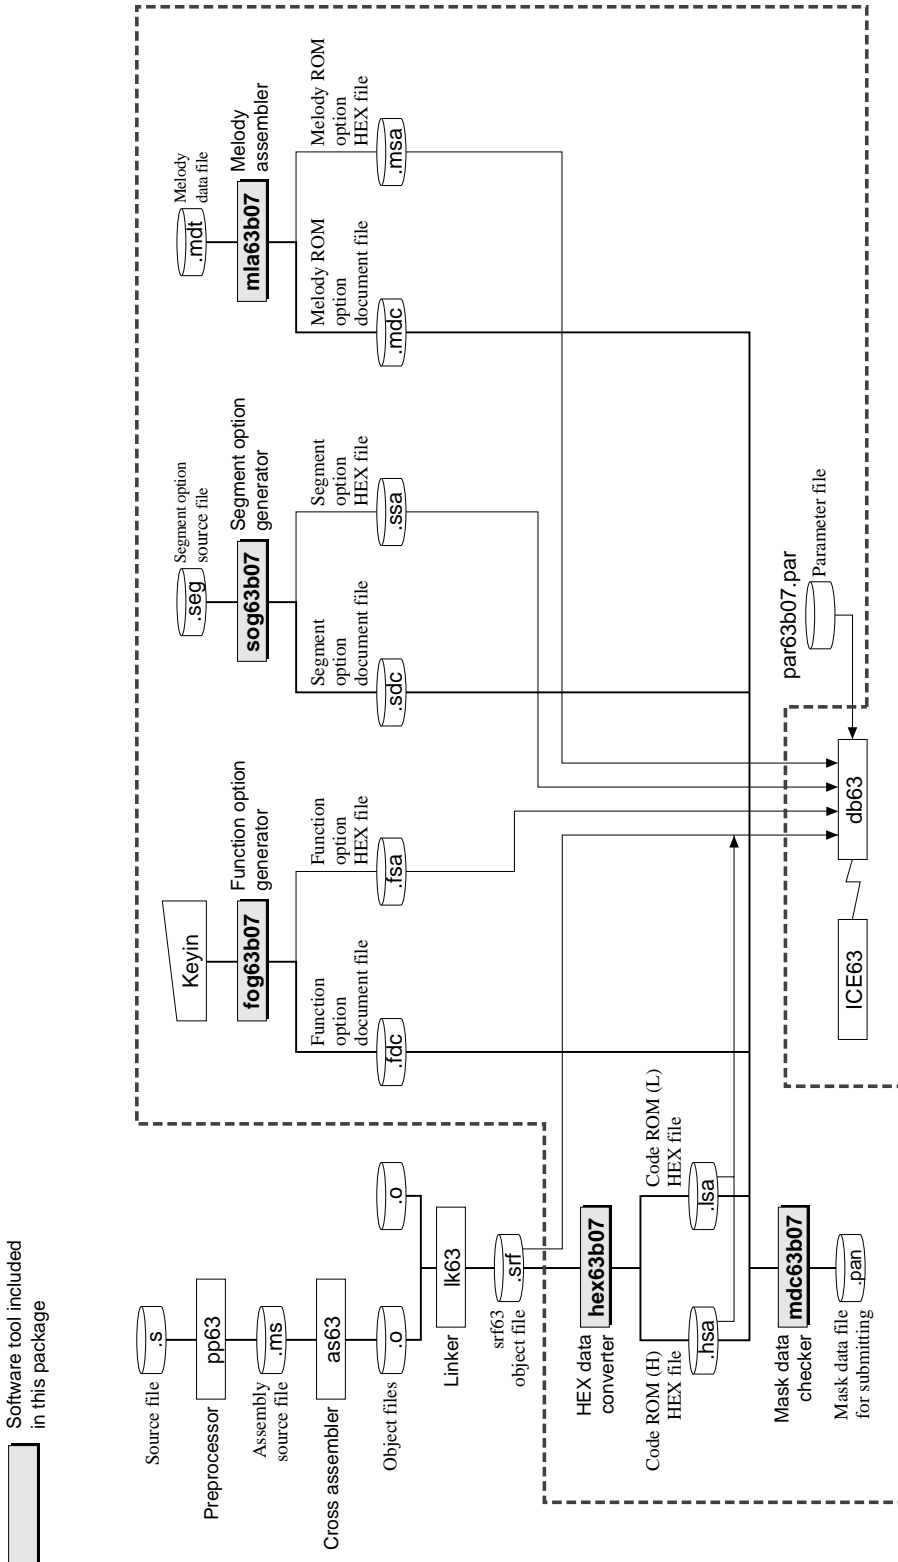 Software tool included
in this package
Source file
.s
Preprocessor
pp63
Assembly
source file
.ms
Cross assembler
as63
Object files
.o
.o
Linker
lk63
srf63
object file
.srf
HEX data
converter
hex63b07
Code ROM (H)
HEX file
.hsa
Code ROM (L)
HEX file
.lsa
Mask data
checker
mdc63b07
Mask data file
for submitting
.pan
Keyin
fog63b07
Function option
generator
Function
option
document file
.fdc
Function
option
HEX file
.fsa
.seg
Segment option
source file
sog63b07
Segment option
generator
Segment
option
document file
.sdc
Segment
option
HEX file
.ssa
.mdt
Melody
data file
mla63b07
Melody
assembler
Melody ROM
option
document file
.mdc
Melody ROM
option
HEX file
.msa
ICE63
db63
par63b07.par
Parameter file